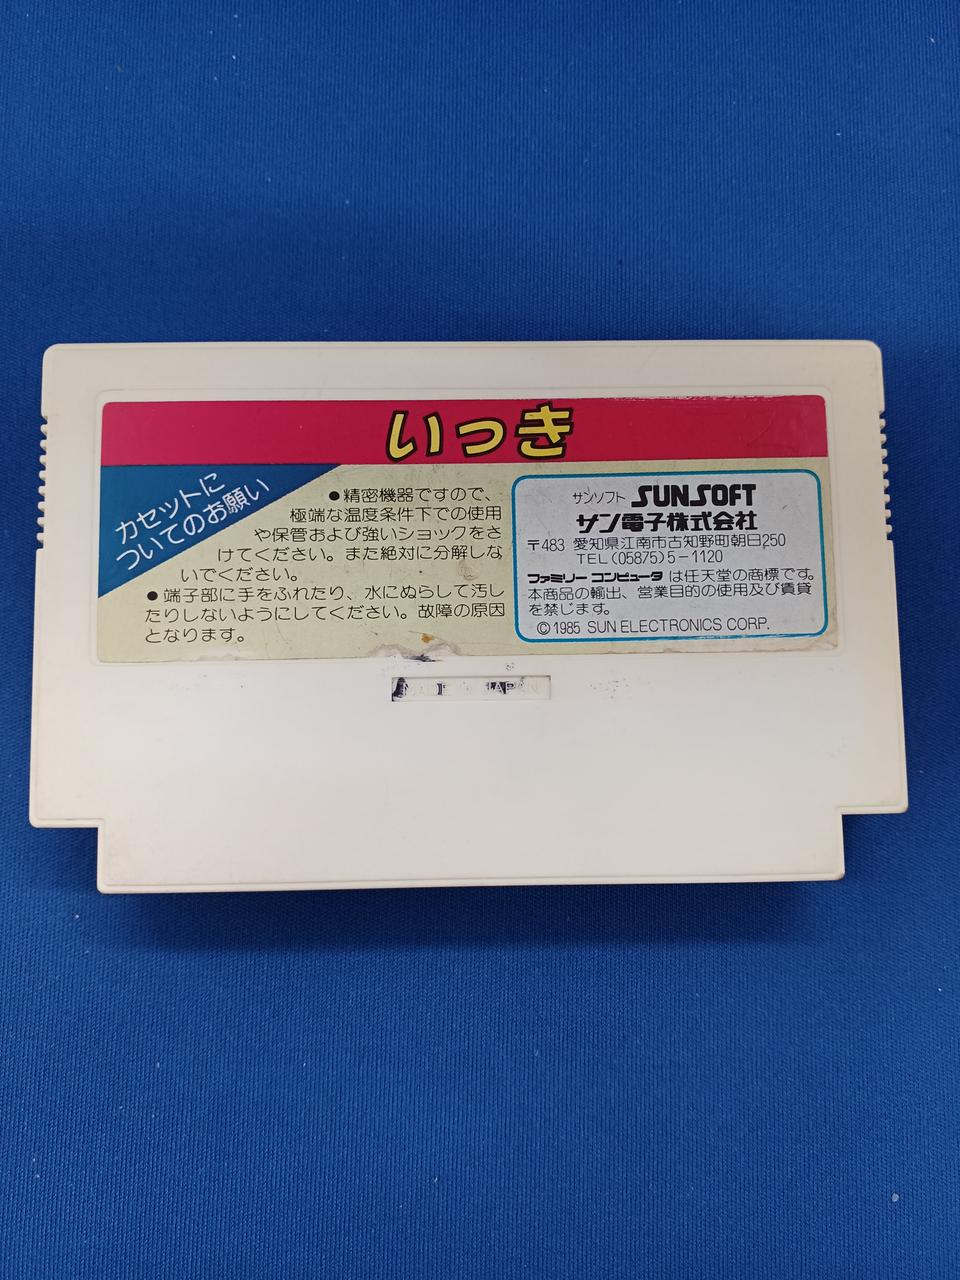 いっき
カセットに
ついてのお願い
●精密機器ですので、
極端な温度条件下での使用
や保管および強いショックをさ
けてください。また絶対に分解しな
いでください。
●端子部に手をふれたり、水にぬらして汚し
たりしないようにしてください。故障の原因
となります。
サンソフト SUNSOFT
サン電子株式会社
〒483 愛知県江南市古知野町朝日250
TEL(05875)5-1120
ファミリー コンピュータ は任天堂の商標です。
本商品の輸出、営業目的の使用及び賃貸
を禁じます。
©1985 SUN ELECTRONICS CORP.
MADE IN JAPAN